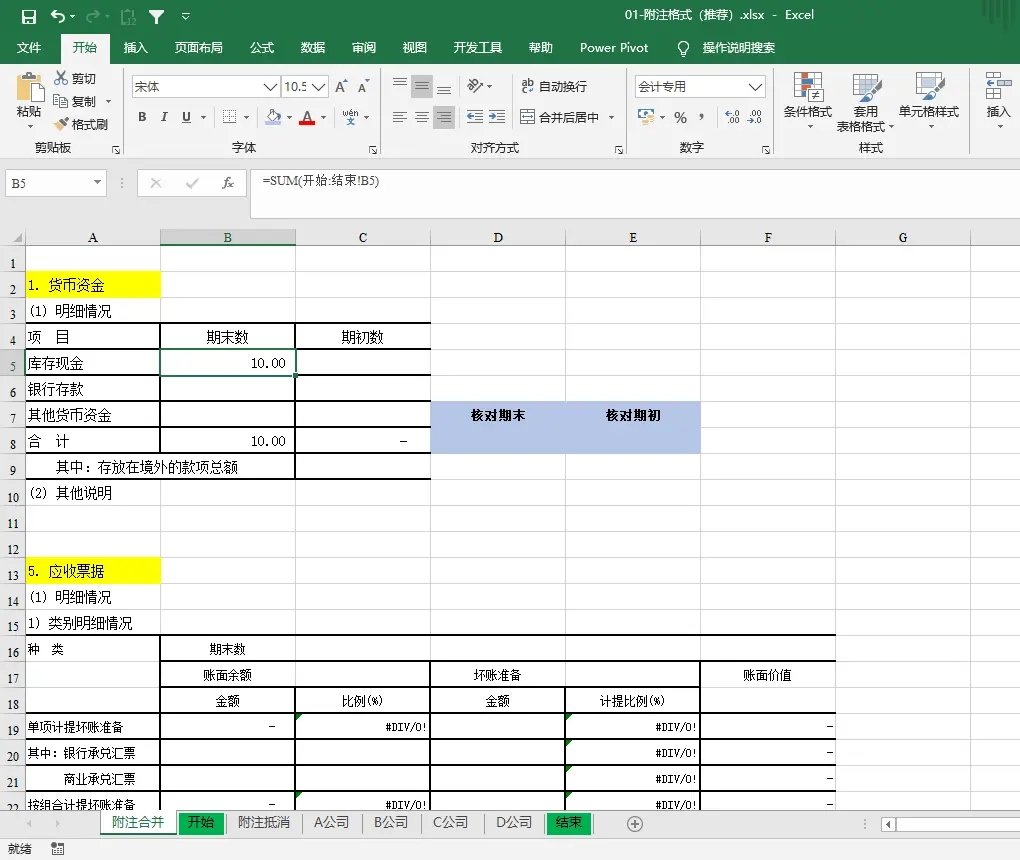 01-附注格式（推荐）.xlsx - Excel
文件 开始 插入 页面布局 公式 数据 审阅 视图 开发工具 帮助 Power Pivot 操作说明搜索
粘贴 剪切 复制 格式刷 剪贴板
宋体 10.5 A A
B I U A wén 文 字体
ab 自动换行
合并后居中
对齐方式
会计专用
% , .00 .00
数字
条件格式 套用 表格格式 单元格样式 样式
插入
B5 fx =SUM(开始:结束!B5)
A B C D E F G
1
2 1. 货币资金
3 (1) 明细情况
4 项 目 期末数 期初数
5 库存现金 10.00
6 银行存款
7 其他货币资金 核对期末 核对期初
8 合 计 10.00 –
9 其中: 存放在境外的款项总额
10 (2) 其他说明
11
12
13 5. 应收票据
14 (1) 明细情况
15 1) 类别明细情况
16 种 类 期末数
17 账面余额 坏账准备 账面价值
18 金额 比例(%) 金额 计提比例(%)
19 单项计提坏账准备 – #DIV/0! #DIV/0! –
20 其中: 银行承兑汇票 #DIV/0! –
21 商业承兑汇票 #DIV/0! –
22 按组合计提坏账准备 – #DIV/0! #DIV/0! –
附注合并 开始 附注抵消 A公司 B公司 C公司 D公司 结束
就绪